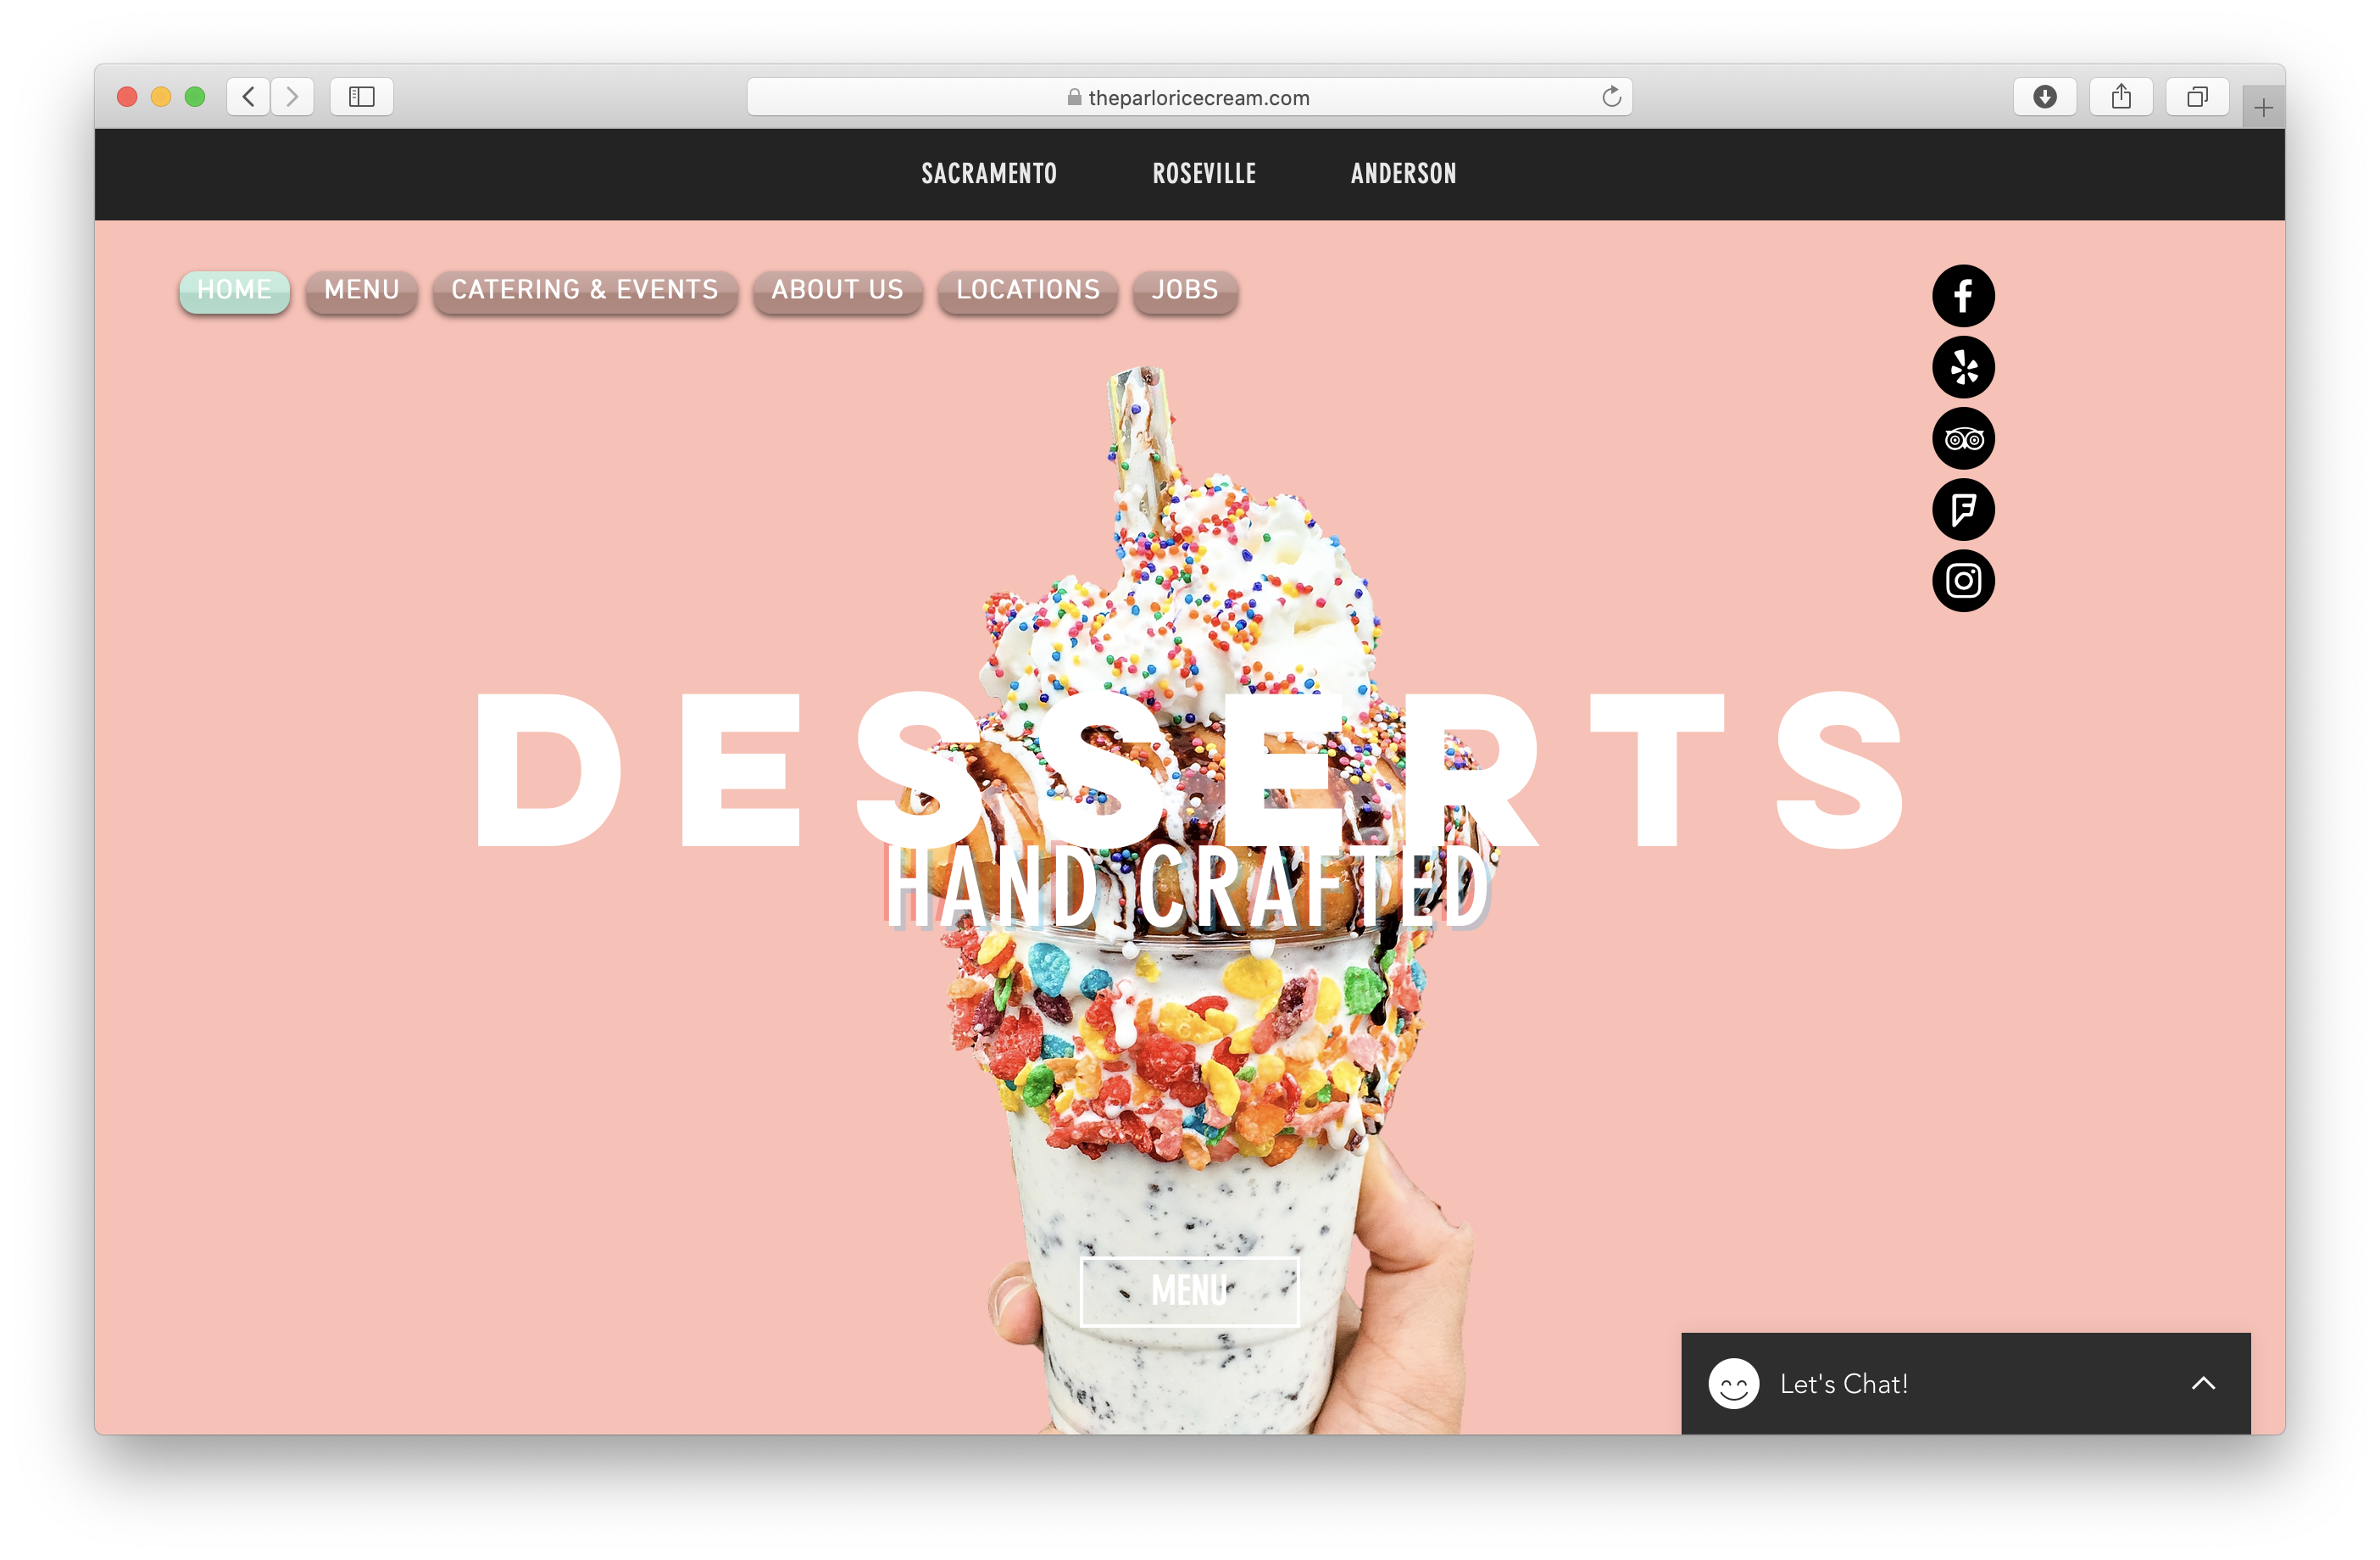 theparloricecream.com
SACRAMENTO ROSEVILLE ANDERSON
HOME MENU CATERING & EVENTS ABOUT US LOCATIONS JOBS
DESSERTS
HAND CRAFTED
MENU
Let's Chat!